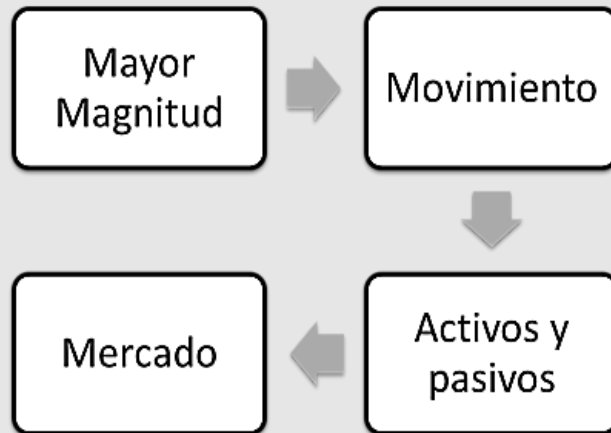 Mayor
Magnitud
Movimiento
Activos y
pasivos
Mercado